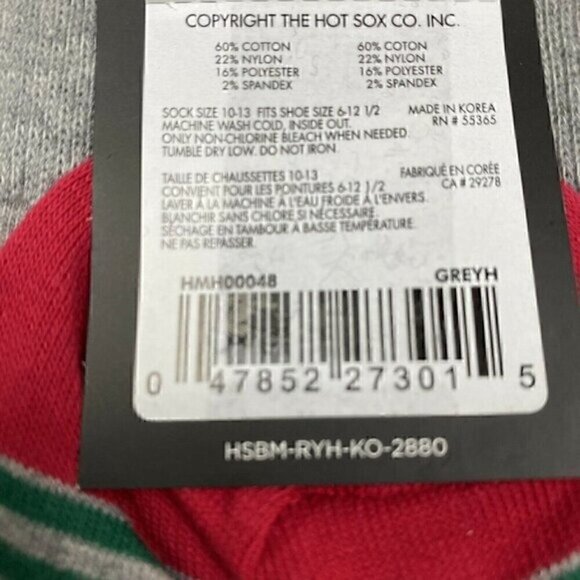 COPYRIGHT THE HOT SOX CO. INC.
60% COTTON 60% COTON
22% NYLON 22% NYLON
16% POLYESTER 16% POLYESTER
2% SPANDEX 2% SPANDEX
SOCK SIZE 10-13 FITS SHOE SIZE 6-12 1/2 MADE IN KOREA
MACHINE WASH COLD, INSIDE OUT. RN # 55365
ONLY NON-CHLORINE BLEACH WHEN NEEDED.
TUMBLE DRY LOW. DO NOT IRON.
TAILLE DE CHAUSSETTES 10-13 FABRIQUÉ EN CORÉE
CONVIENT POUR LES POINTURES 6-12 1/2 CA # 29278
LAVER À LA MACHINE À L'EAU FROIDE À L'ENVERS.
BLANCHIR SANS CHLORE SI NÉCESSAIRE.
SÉCHAGE EN TAMBOUR À BASSE TEMPÉRATURE.
NE PAS REPASSER.
HMH00048 GREYH
0 47852 27301 5
HSBM-RYH-KO-2880